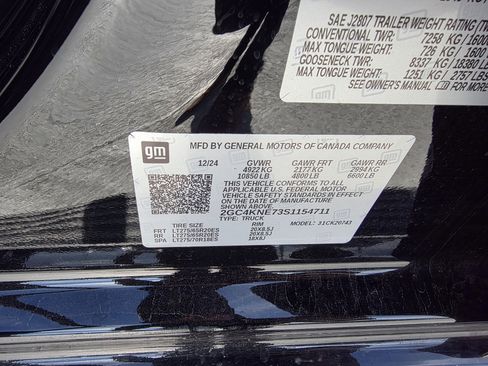 SAE J2807 TRAILER WEIGHT RATING
CONVENTIONAL TWR: 7258 KG
MAX TONGUE WEIGHT: 726 KG
GOOSENECK TWR: 8337 KG/18380
MAX TONGUE WEIGHT: 1251 KG / 2757 LBS
SEE OWNER'S MANUAL FOR MORE
gm
MFD BY GENERAL MOTORS OF CANADA COMPANY
12/24 GVWR GAWR FRT GAWR RR
4922 KG 2177 KG 2994 KG
10850 LB 4800 LB 6600 LB
THIS VEHICLE CONFORMS TO ALL
APPLICABLE U.S. FEDERAL MOTOR
VEHICLE SAFETY STANDARDS IN EFFECT
ON THE DATE OF MANUFACTURE SHOWN ABOVE.
2GC4KNE73S1154711
TYPE: TRUCK MODEL: 31CK20743
TIRE RIM
FRT LT275/65R20ES 20X8.5J
RR LT275/65R20ES 20X8.5J
SPA LT275/70R18ES 18X8J